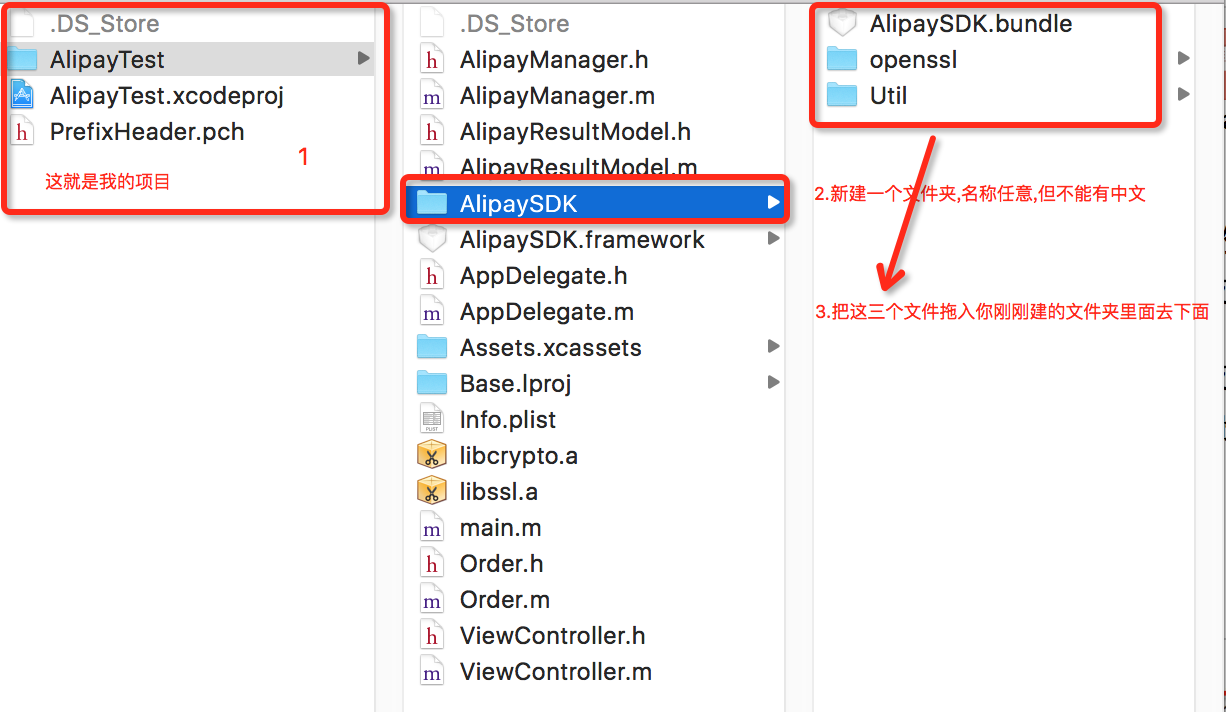 .DS_Store
AlipayTest
AlipayTest.xcodeproj
PrefixHeader.pch
1
这就是我的项目
.DS_Store
AlipayManager.h
AlipayManager.m
AlipayResultModel.h
AlipayResultModel.m
AlipaySDK
AlipaySDK.framework
AppDelegate.h
AppDelegate.m
Assets.xcassets
Base.lproj
Info.plist
libcrypto.a
libssl.a
main.m
Order.h
Order.m
ViewController.h
ViewController.m
AlipaySDK.bundle
openssl
Util
2.新建一个文件夹,名称任意,但不能有中文
3.把这三个文件拖入你刚刚建的文件夹里面去下面